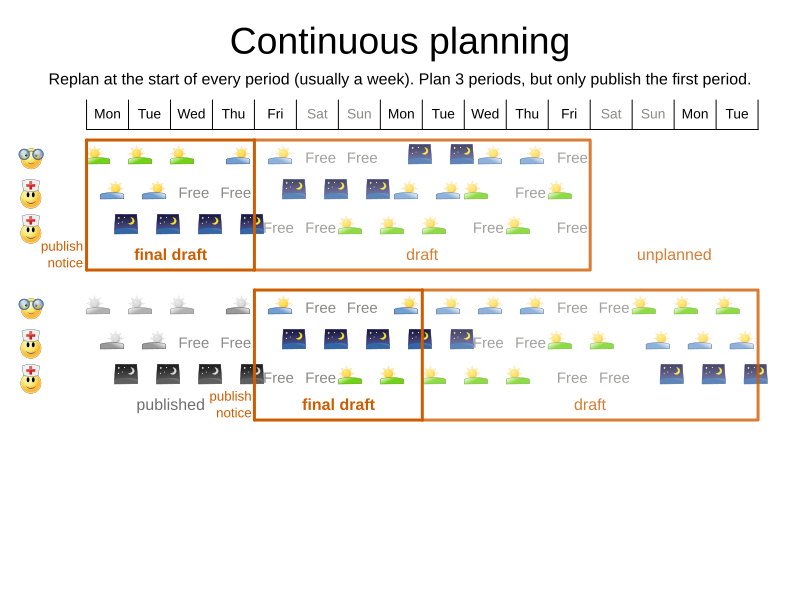 Continuous planning
Replan at the start of every period (usually a week). Plan 3 periods, but only publish the first period.
Mon Tue Wed Thu Fri Sat Sun Mon Tue Wed Thu Fri Sat Sun Mon Tue
Free Free Free
Free Free Free
Free Free Free Free
publish
notice
final draft draft unplanned
Free Free Free Free
Free Free Free Free
Free Free Free Free
published
publish
notice
final draft draft